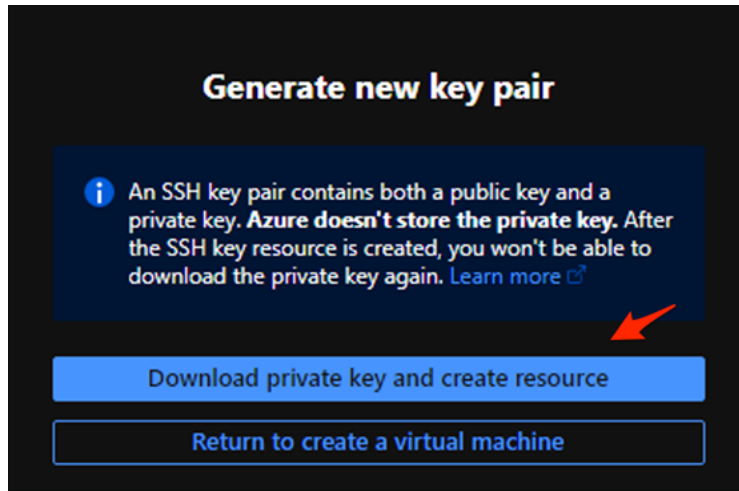 Generate new key pair
An SSH key pair contains both a public key and a
private key. Azure doesn't store the private key. After
the SSH key resource is created, you won't be able to
download the private key again. Learn more
Download private key and create resource
Return to create a virtual machine